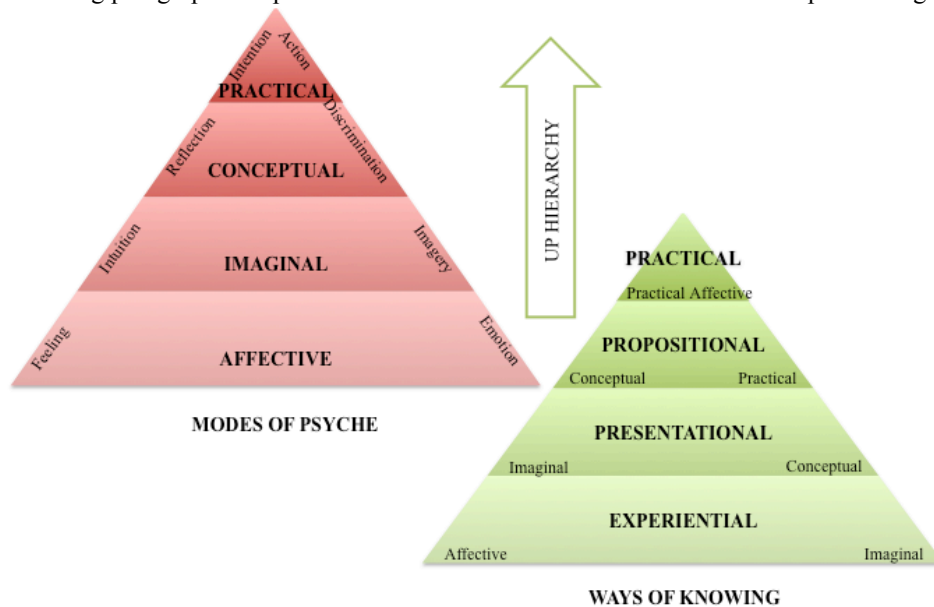 Intention
Action
PRACTICAL
Reflection
Discrimination
CONCEPTUAL
Intuition
Imagery
IMAGINAL
Feeling
Emotion
AFFECTIVE
MODES OF PSYCHE
UP HIERARCHY
PRACTICAL
Practical Affective
PROPOSITIONAL
Conceptual Practical
PRESENTATIONAL
Imaginal Conceptual
EXPERIENTIAL
Affective Imaginal
WAYS OF KNOWING